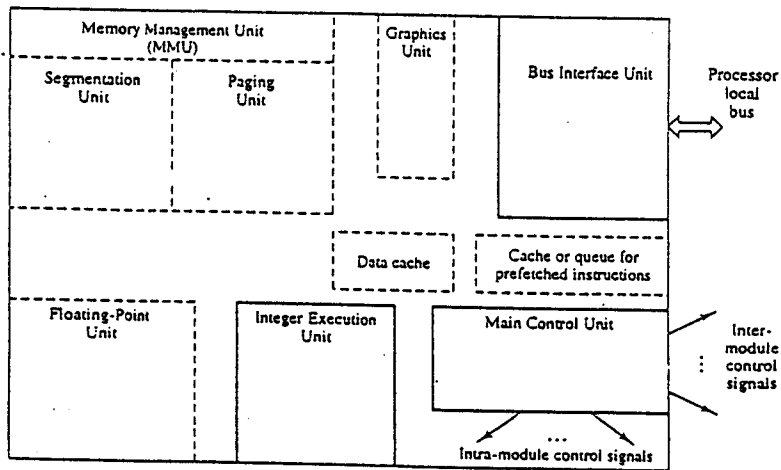 Memory Management Unit
(MMU)
Segmentation
Unit
Paging
Unit
Graphics
Unit
Bus Interface Unit
Processor
local
bus
Data cache
Cache or queue for
prefetched instructions
Floating-Point
Unit
Integer Execution
Unit
Main Control Unit
Inter-
module
control
signals
...
...
Intra-module control signals